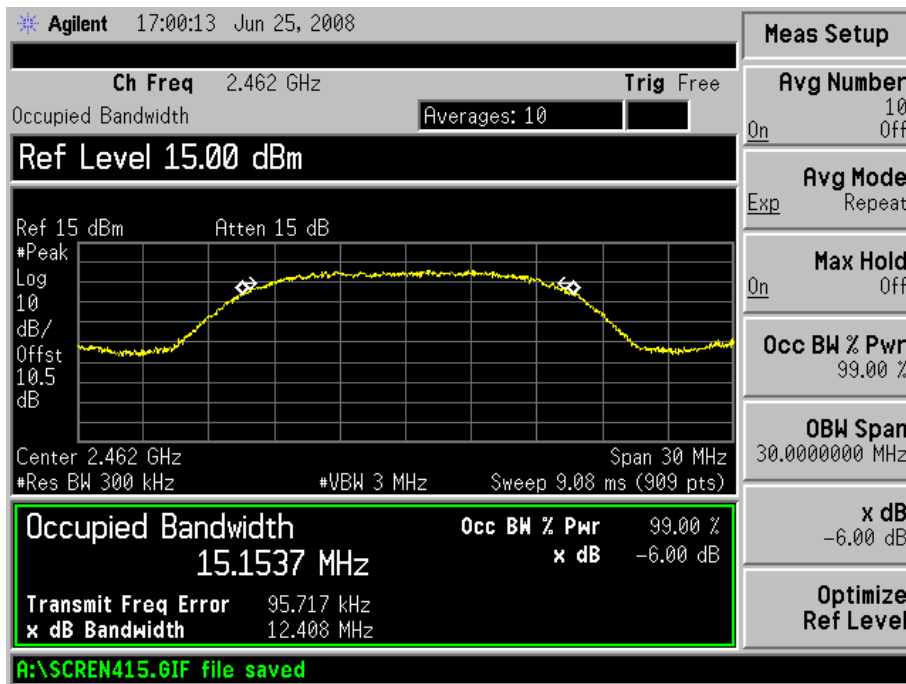 Agilent 17:00:13 Jun 25, 2008
Ch Freq 2.462 GHz Trig Free
Occupied Bandwidth Averages: 10
Ref Level 15.00 dBm
Ref 15 dBm Atten 15 dB
#Peak
Log
10
dB/
Offst
10.5
dB
Center 2.462 GHz Span 30 MHz
#Res BW 300 kHz #VBW 3 MHz Sweep 9.08 ms (909 pts)
Occupied Bandwidth Occ BW % Pwr 99.00 %
15.1537 MHz x dB -6.00 dB
Transmit Freq Error 95.717 kHz
x dB Bandwidth 12.408 MHz
A:\SCREN415.GIF file saved
Meas Setup
Avg Number
10
On Off
Avg Mode
Exp Repeat
Max Hold
On Off
Occ BW % Pwr
99.00 %
OBW Span
30.0000000 MHz
x dB
-6.00 dB
Optimize
Ref Level